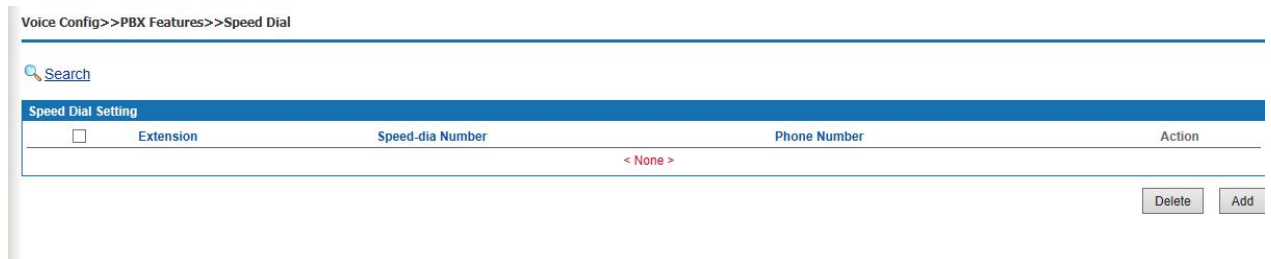 Voice Config>>PBX Features>>Speed Dial
Search
Speed Dial Setting
Extension Speed-dia Number Phone Number Action
< None >
Delete Add